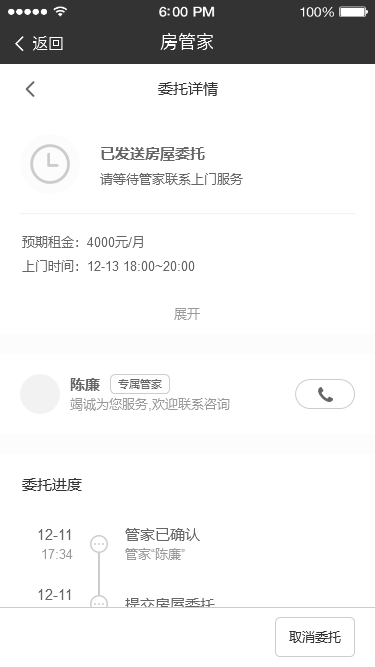 6:00 PM
100%
返回
房管家
委托详情
已发送房屋委托
请等待管家联系上门服务
预期租金：4000元/月
上门时间：12-13 18:00~20:00
展开
陈廉 专属管家
竭诚为您服务,欢迎联系咨询
委托进度
12-11 管家已确认
17:34 管家“陈廉”
12-11 提交房屋委托
取消委托